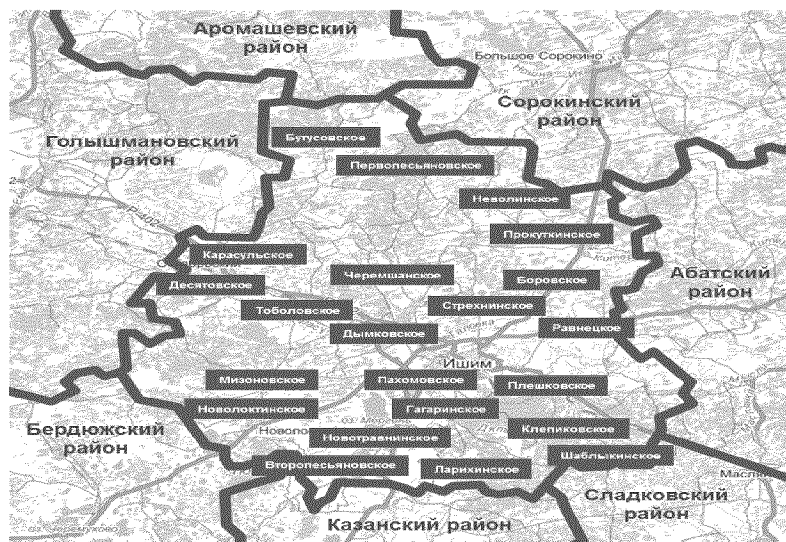 Аромашевский
район
Большое Сорокино
Сорокинский
район
Голышмановский
район
Бутусовское
Первопесьяновское
Неволинское
Прокуткинское
Карасульское
Черемшанское
Боровское
Абатский
район
Десятовское
Тоболовское
Стрехнинское
Дымковское
Равнецкое
Ишим
Мизоновское
Пахомовское
Плешковское
Новолоктинское
Гагаринское
Бердюжский
район
Клепиковское
Новотравнинское
Второпесьяновское
Ларихинское
Шаблыкинское
Сладковский
район
Казанский район